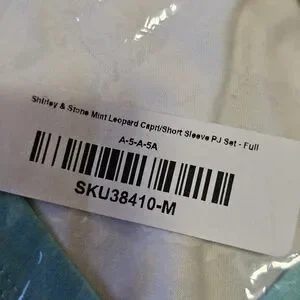 Shirley & Stone Mint Leopard Capri/Short Sleeve PJ Set - Full
A-5-A-5A
SKU38410-M